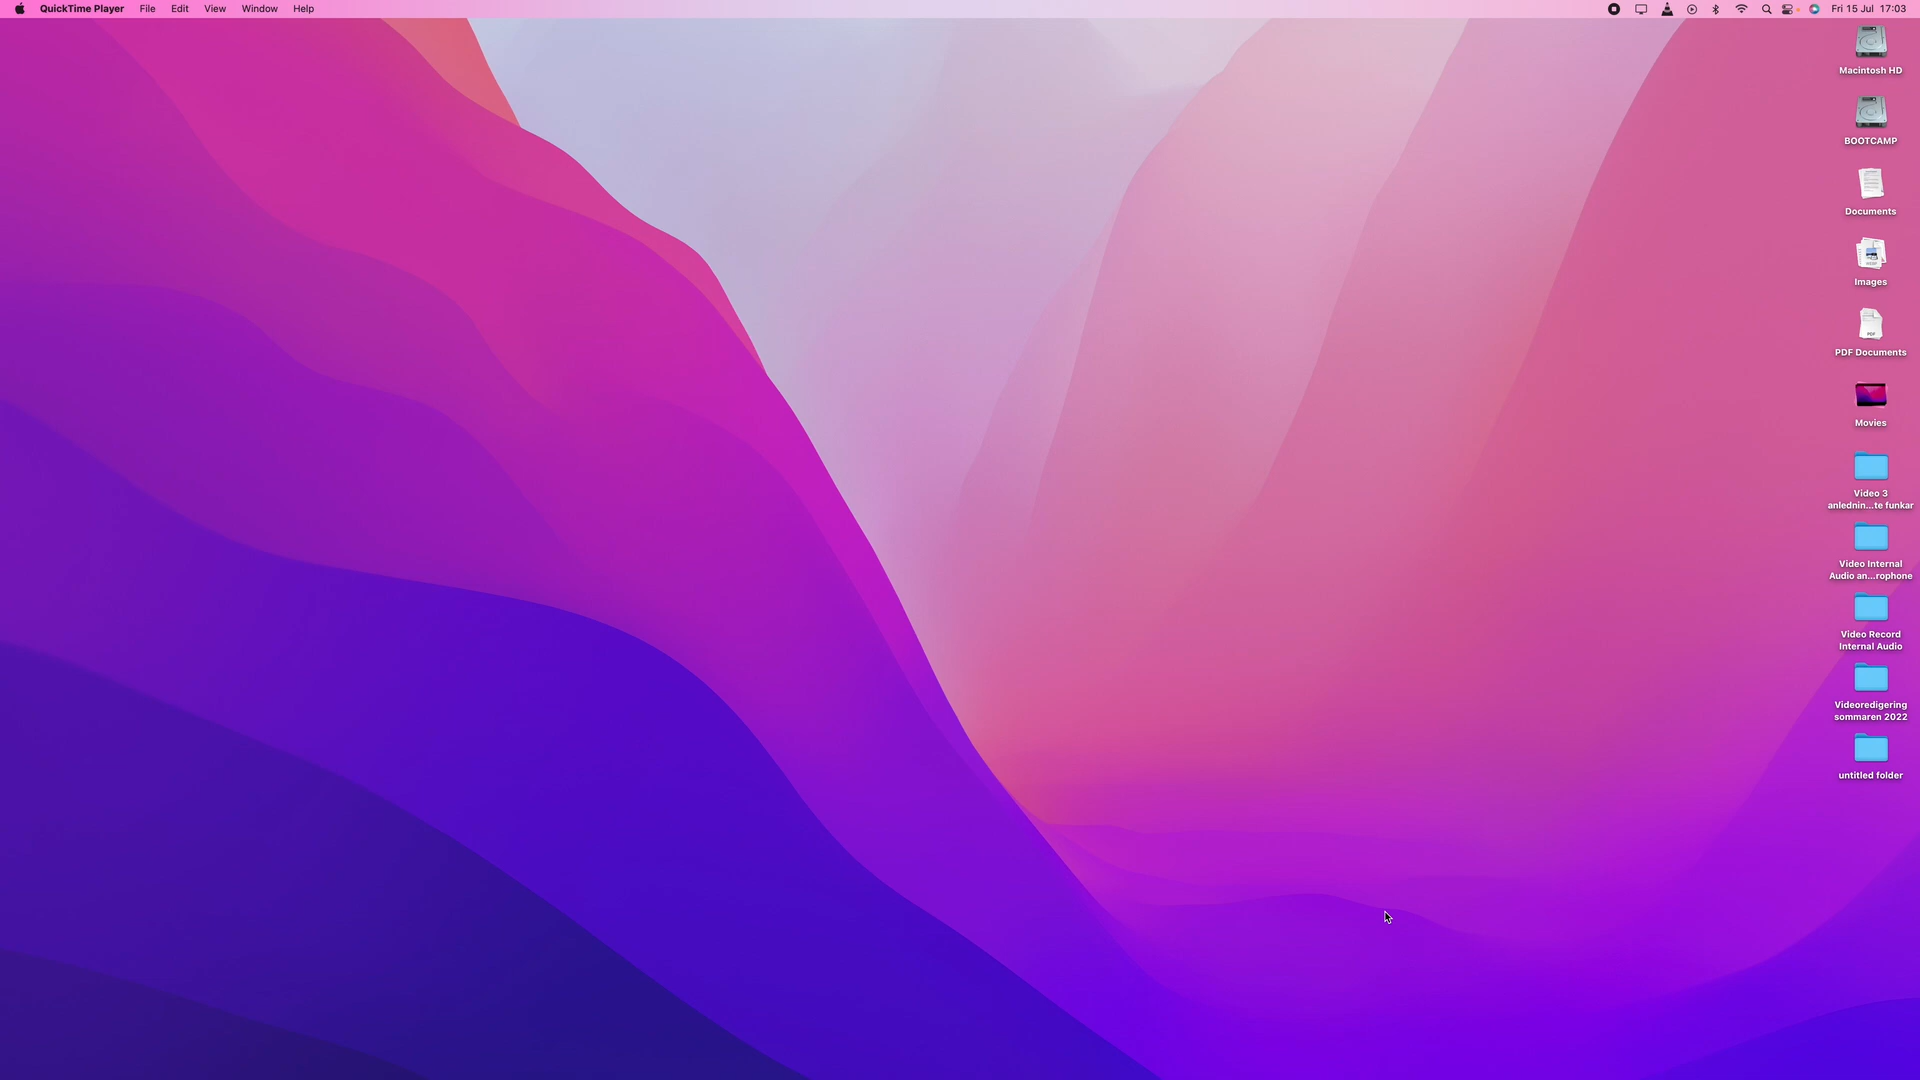 QuickTime Player File Edit View Window Help
Fri 15 Jul 17:03
Macintosh HD
BOOTCAMP
Documents
Images
PDF
PDF Documents
Movies
Video 3
anlednin...te funkar
Video Internal
Audio an...rophone
Video Record
Internal Audio
Videoredigering
sommaren 2022
untitled folder